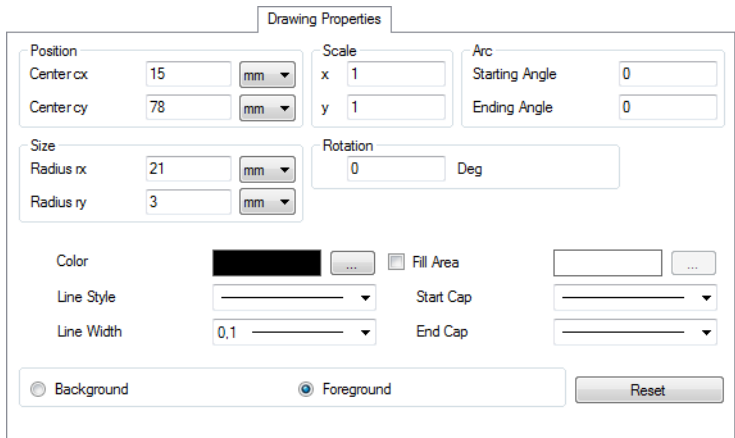 Drawing Properties
Position
Scale
Arc
Center cx 15 mm
x 1
Starting Angle 0
Center cy 78 mm
y 1
Ending Angle 0
Size
Rotation
Radius rx 21 mm
0 Deg
Radius ry 3 mm
Color ... Fill Area ...
Line Style
Start Cap
Line Width 0,1
End Cap
Background
Foreground
Reset